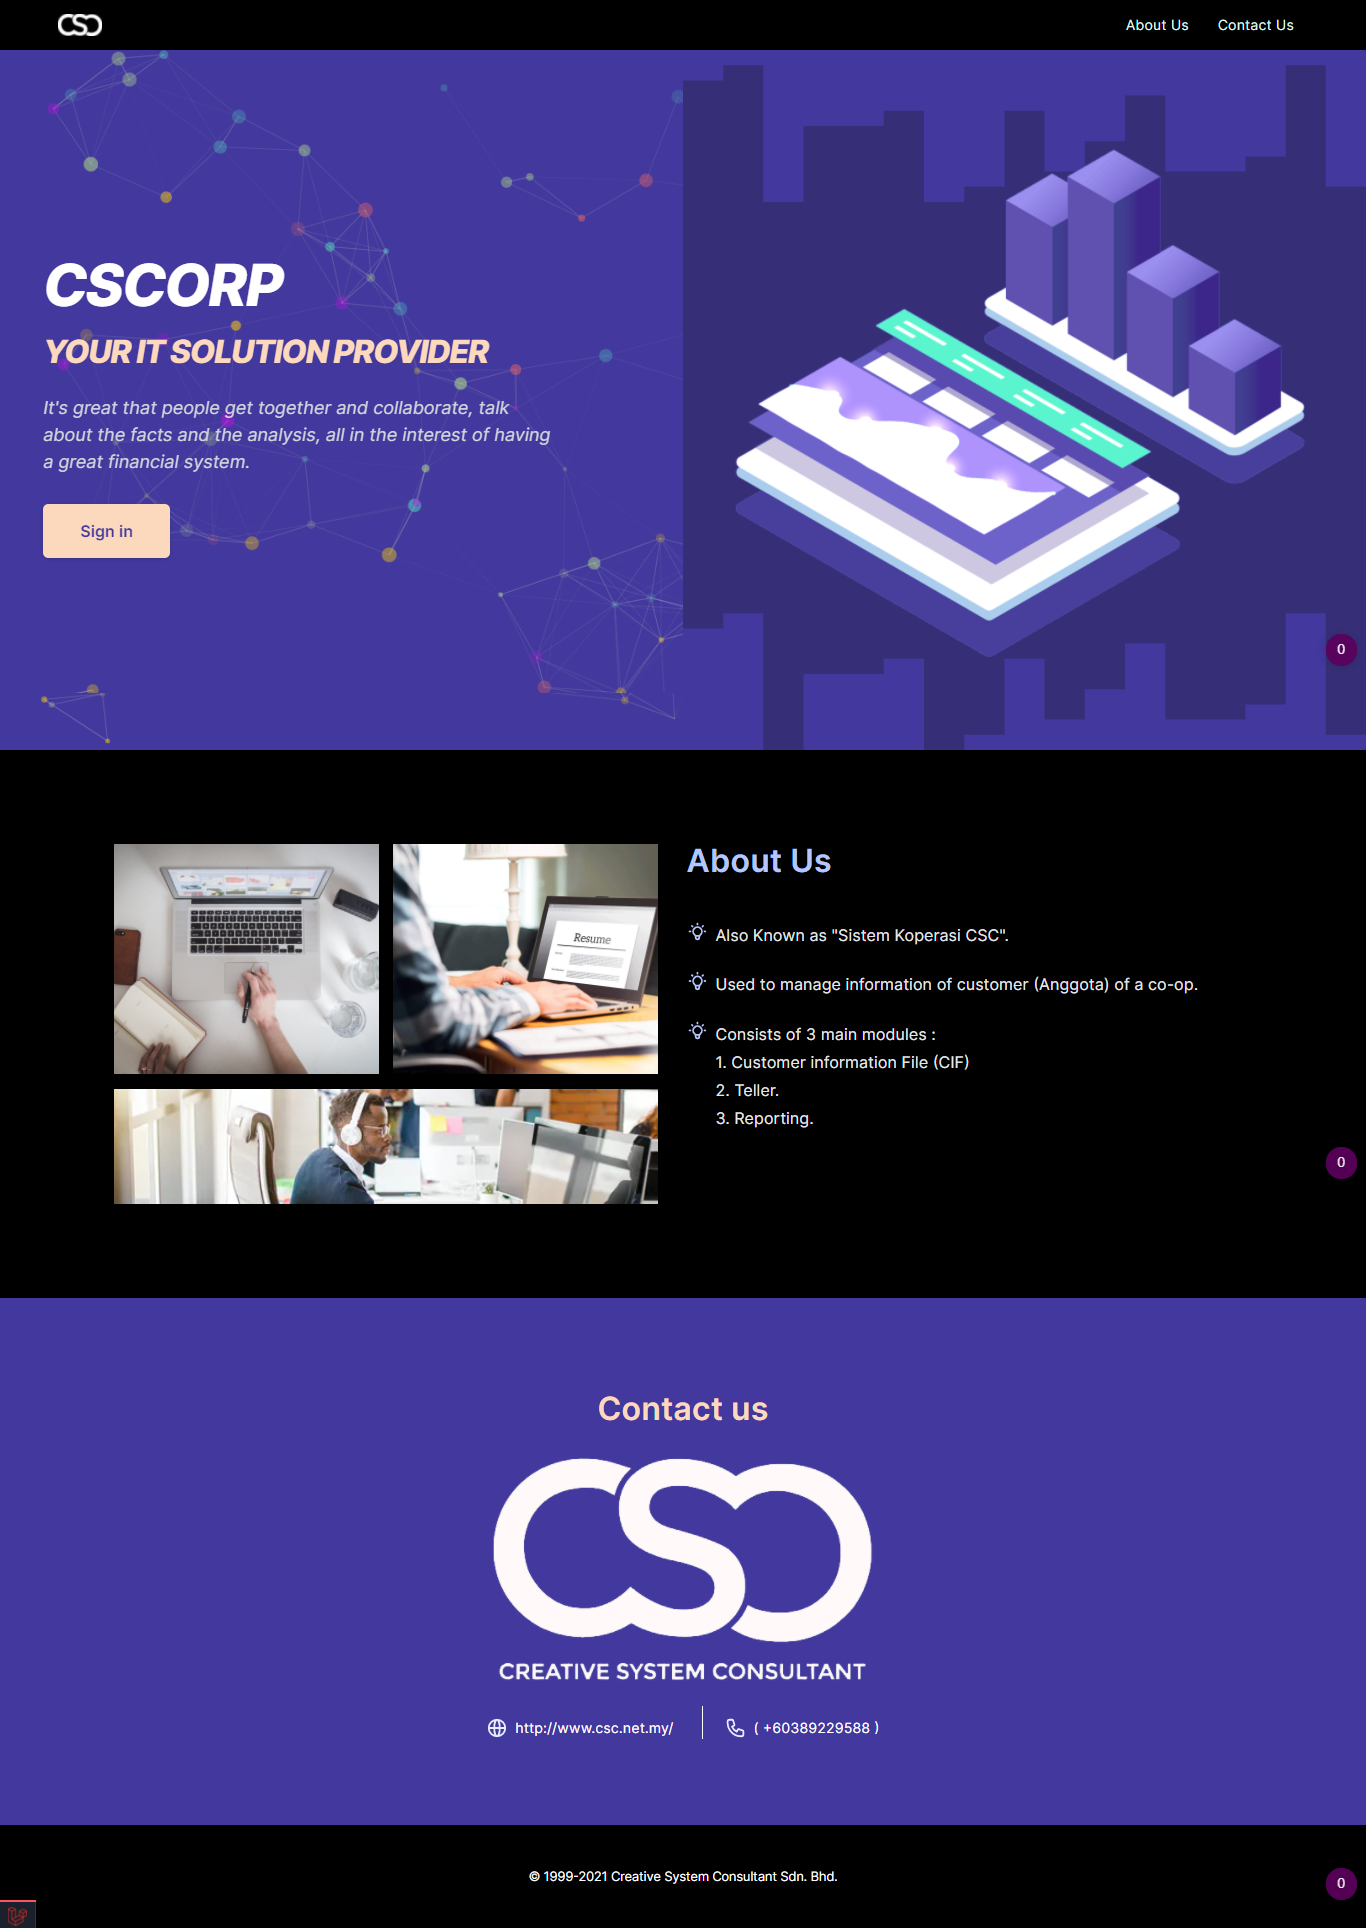 CSC
About Us
Contact Us
CSCORP
YOUR IT SOLUTION PROVIDER
It's great that people get together and collaborate, talk
about the facts and the analysis, all in the interest of having
a great financial system.
Sign in
0
About Us
Resume
Also Known as "Sistem Koperasi CSC".
Used to manage information of customer (Anggota) of a co-op.
Consists of 3 main modules :
1. Customer information File (CIF)
2. Teller.
3. Reporting.
0
Contact us
CSC
CREATIVE SYSTEM CONSULTANT
http://www.csc.net.my/
( +60389229588 )
© 1999-2021 Creative System Consultant Sdn. Bhd.
0